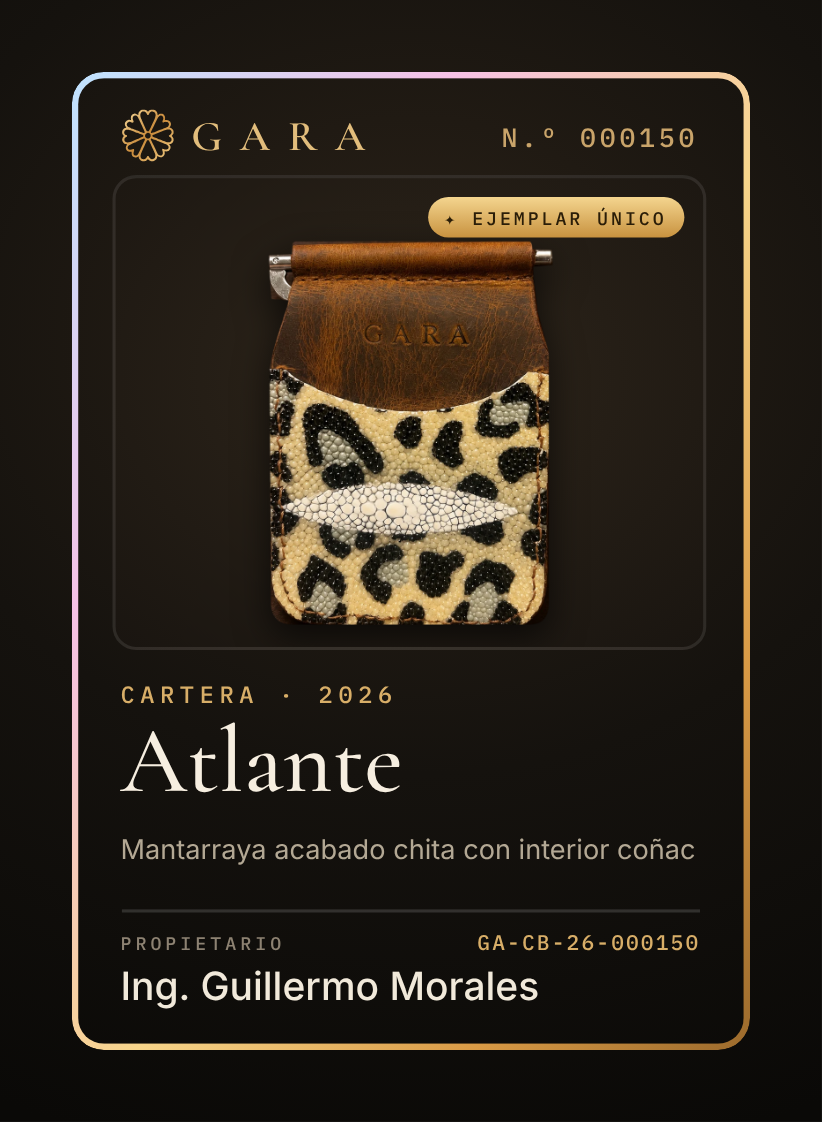 GARA
N.º 000150
✦ EJEMPLAR ÚNICO
GARA
CARTERA · 2026
Atlante
Mantarraya acabado chita con interior coñac
PROPIETARIO
GA-CB-26-000150
Ing. Guillermo Morales